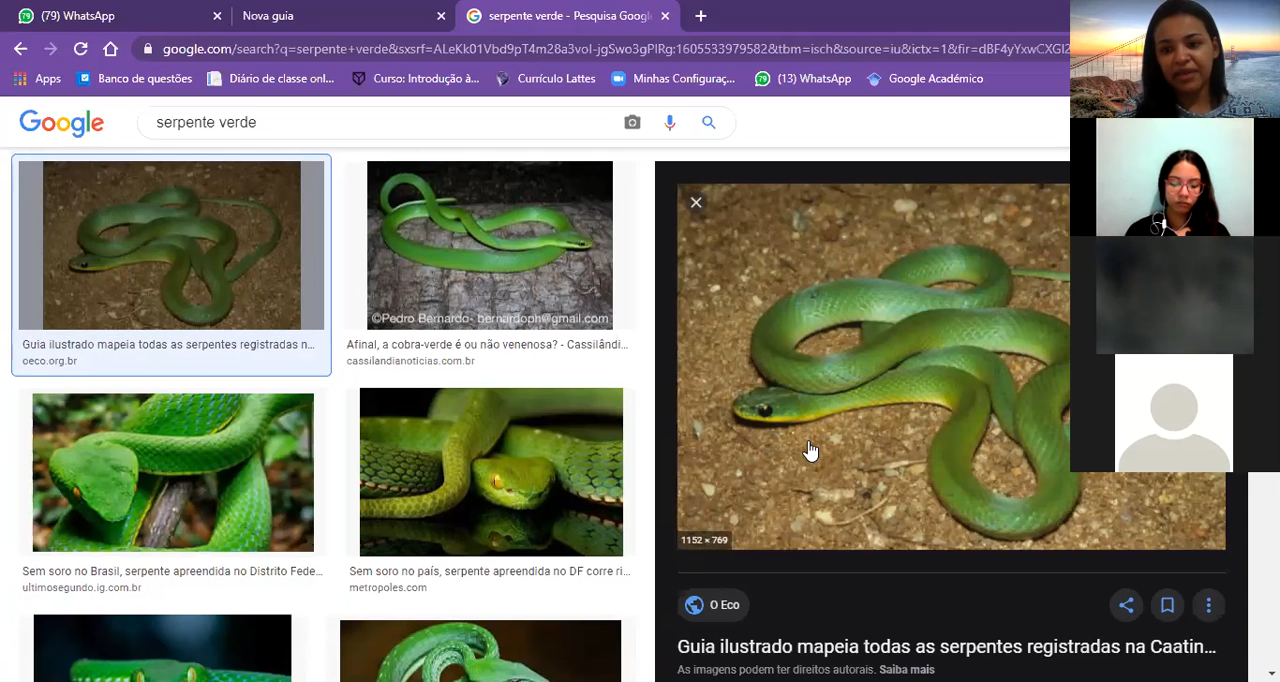 (79) WhatsApp
Nova guia
serpente verde - Pesquisa Googl
google.com/search?q=serpente+verde&sxsrf=ALeKk01Vbd9pT4m28a3voI-jgSwo3gPIRg:1605533979582&tbm=isch&source=iu&ictx=1&fir=dBF4yYxwCXGI2
Apps
Banco de questões
Diário de classe onl...
Curso: Introdução à...
Currículo Lattes
Minhas Configuraç...
(13) WhatsApp
Google Acadêmico
Google
serpente verde
©Pedro Bernardo- bernardoph@gmail.com
Guia ilustrado mapeia todas as serpentes registradas n...
oeco.org.br
Afinal, a cobra-verde é ou não venenosa? - Cassilândi...
cassilandianoticias.com.br
Sem soro no Brasil, serpente apreendida no Distrito Fede...
ultimosegundo.ig.com.br
Sem soro no país, serpente apreendida no DF corre ri...
metropoles.com
1152 × 769
O Eco
Guia ilustrado mapeia todas as serpentes registradas na Caatin...
As imagens podem ter direitos autorais. Saiba mais